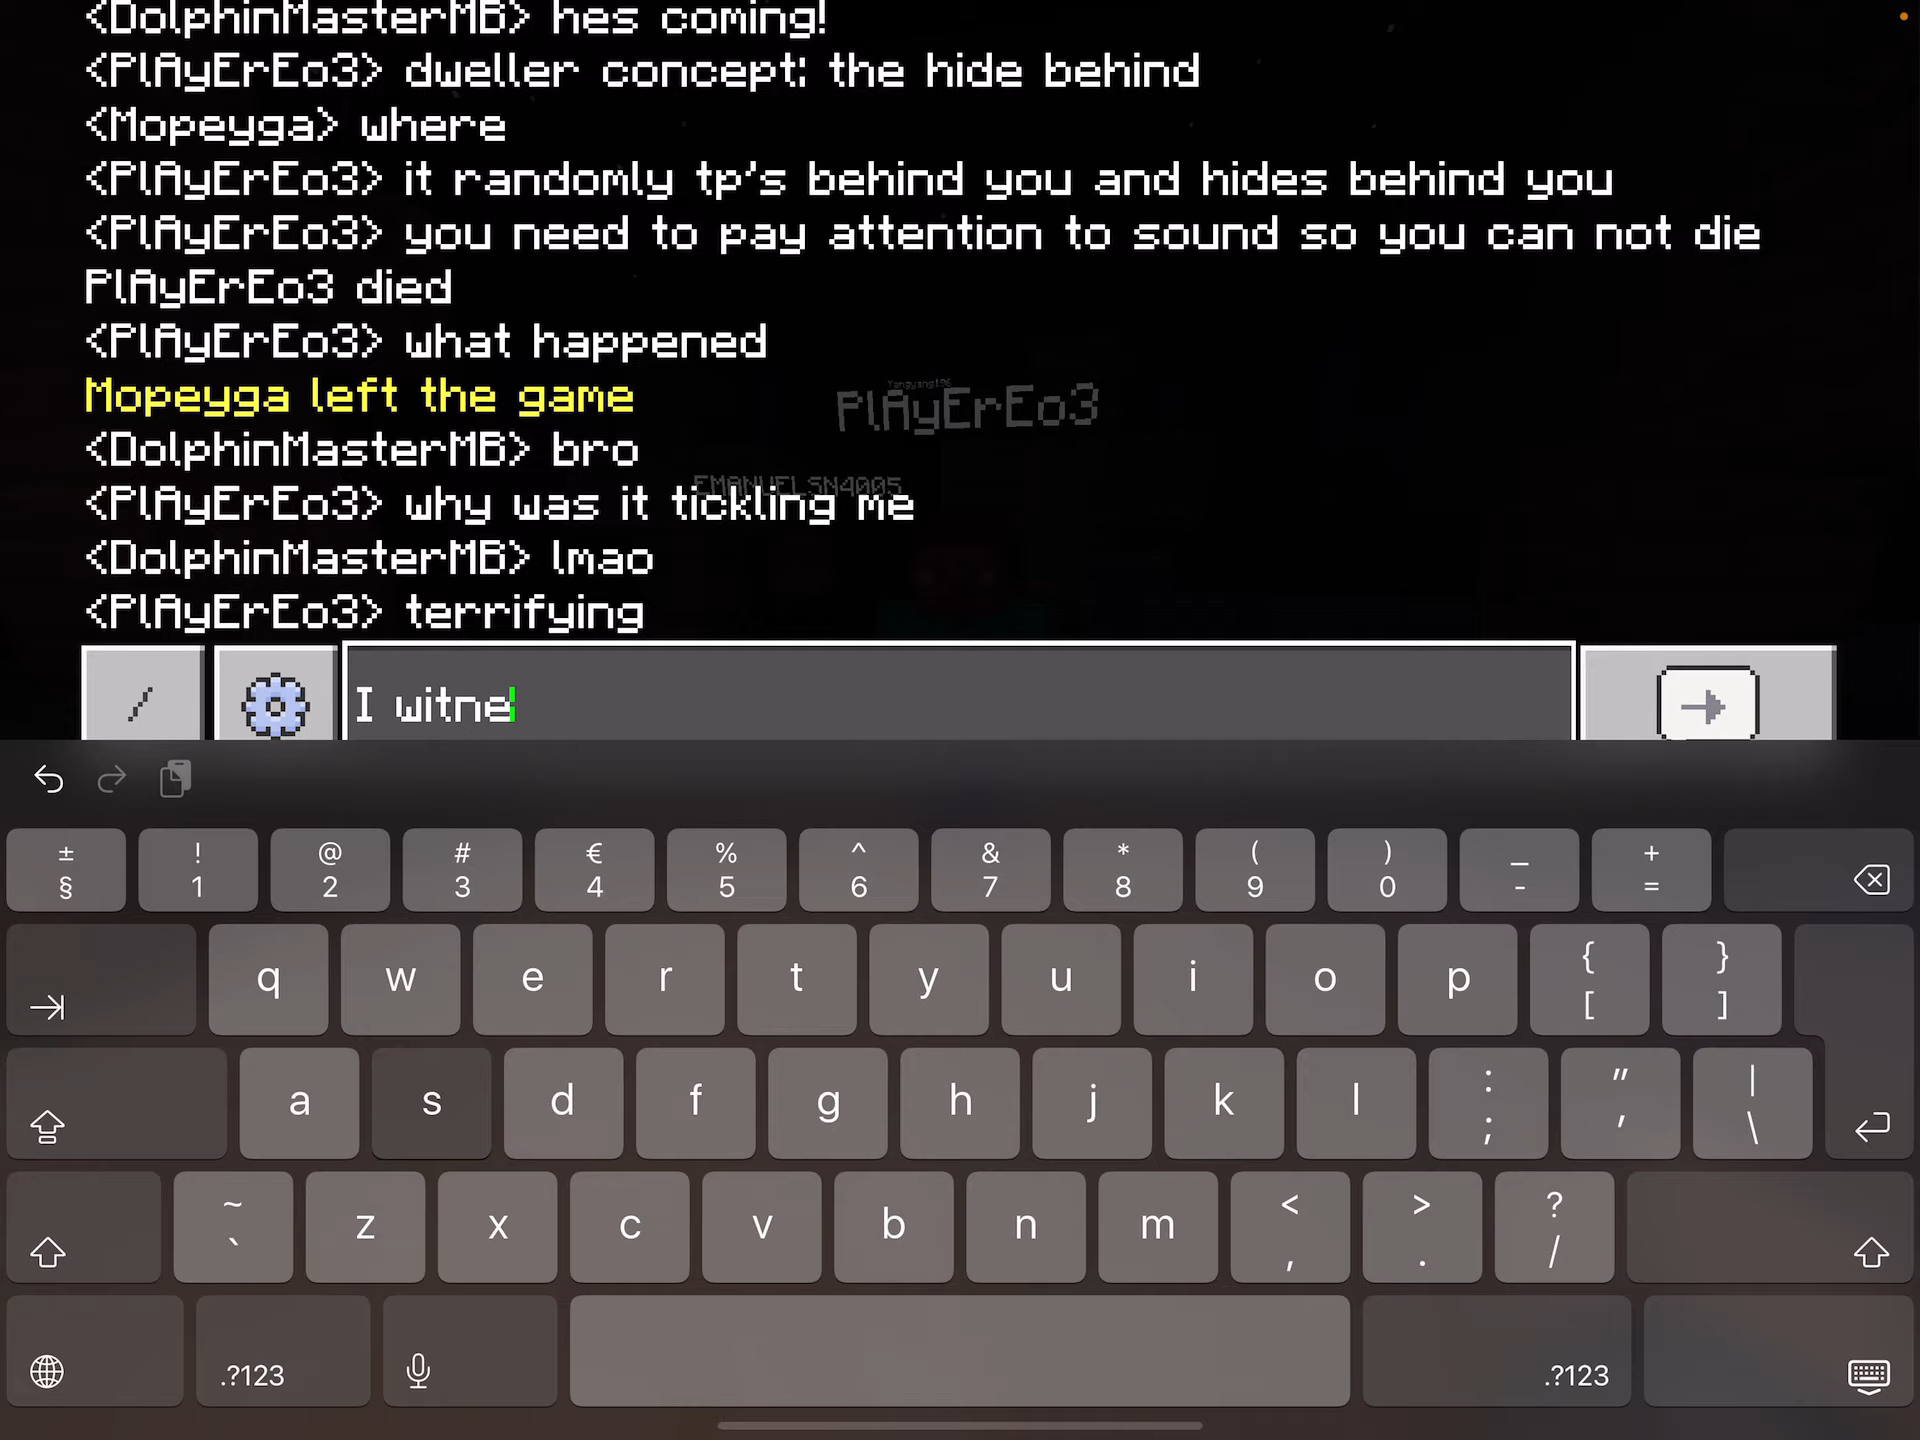 <DolphinMasterMB> hes coming!
<PlAyErEo3> dweller concept: the hide behind
<Mopeyga> where
<PlAyErEo3> it randomly tp's behind you and hides behind you
<PlAyErEo3> you need to pay attention to sound so you can not die
PlAyErEo3 died
<PlAyErEo3> what happened
Mopeyga left the game
Yangyang196
PlAyErEo3
<DolphinMasterMB> bro
EMANUELSN4005
<PlAyErEo3> why was it tickling me
<DolphinMasterMB> lmao
<PlAyErEo3> terrifying
/ I witne
± ! @ # € % ^ & * ( ) _ +
§ 1 2 3 4 5 6 7 8 9 0 - =
q w e r t y u i o p { }
[ ]
a s d f g h j k l : " |
; ' \
~ z x c v b n m < > ?
` , . /
.?123 .?123